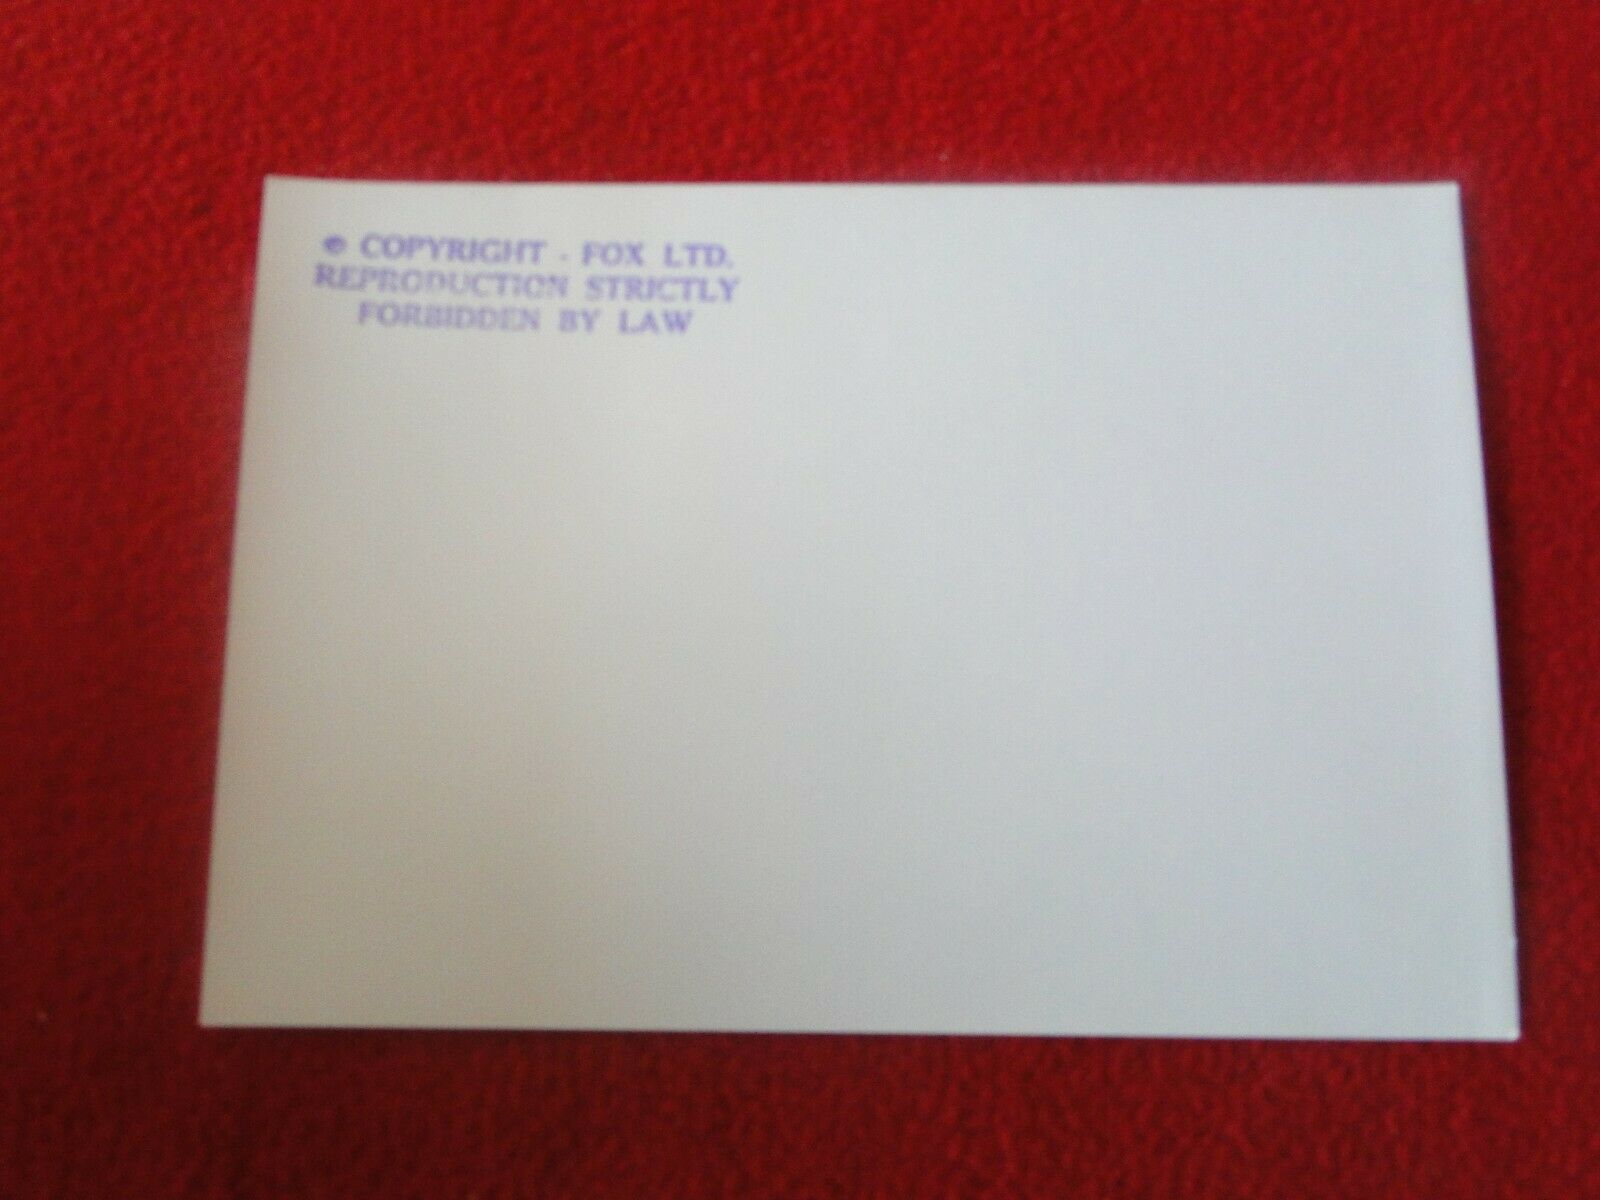 © COPYRIGHT - FOX LTD.
REPRODUCTION STRICTLY
FORBIDDEN BY LAW